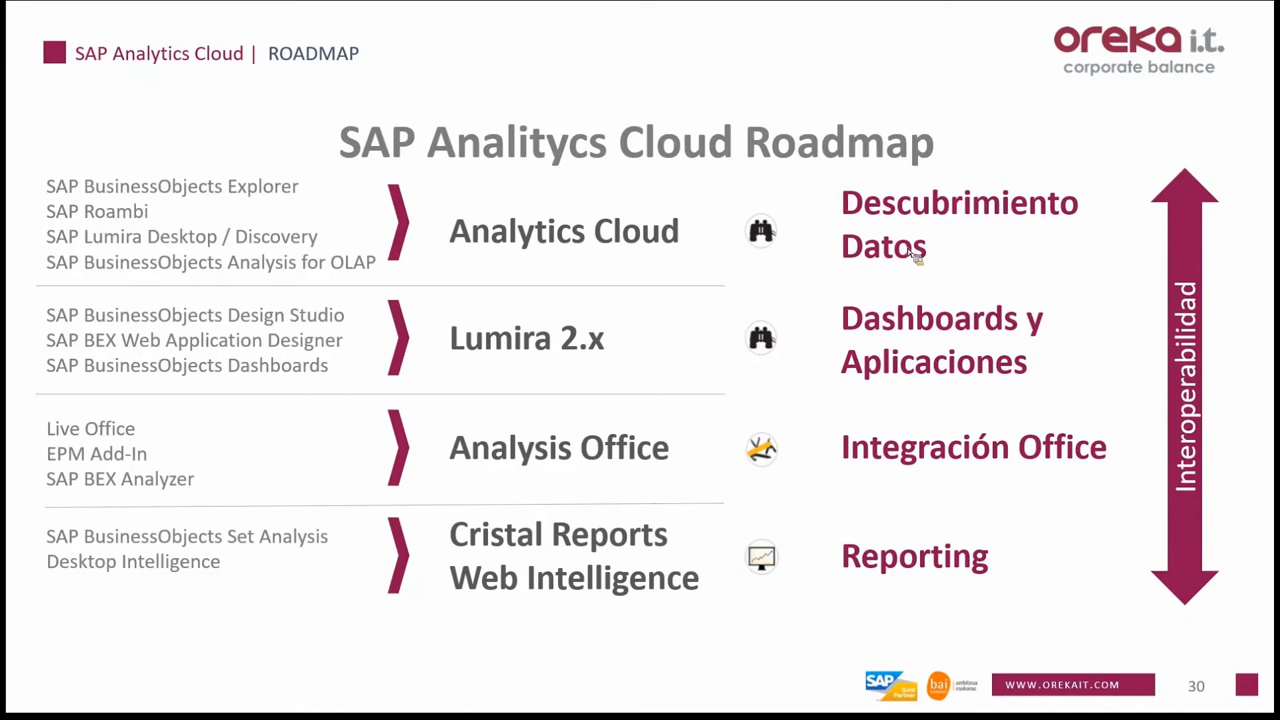 SAP Analytics Cloud | ROADMAP
oreka i.t.
corporate balance
SAP Analitycs Cloud Roadmap
SAP BusinessObjects Explorer
SAP Roambi
SAP Lumira Desktop / Discovery
SAP BusinessObjects Analysis for OLAP
Analytics Cloud
Descubrimiento
Datos
SAP BusinessObjects Design Studio
SAP BEX Web Application Designer
SAP BusinessObjects Dashboards
Lumira 2.x
Dashboards y
Aplicaciones
Live Office
EPM Add-In
SAP BEX Analyzer
Analysis Office
Integración Office
SAP BusinessObjects Set Analysis
Desktop Intelligence
Cristal Reports
Web Intelligence
Reporting
Interoperabilidad
SAP
Gold
Partner
bai
WWW.OREKAIT.COM
30